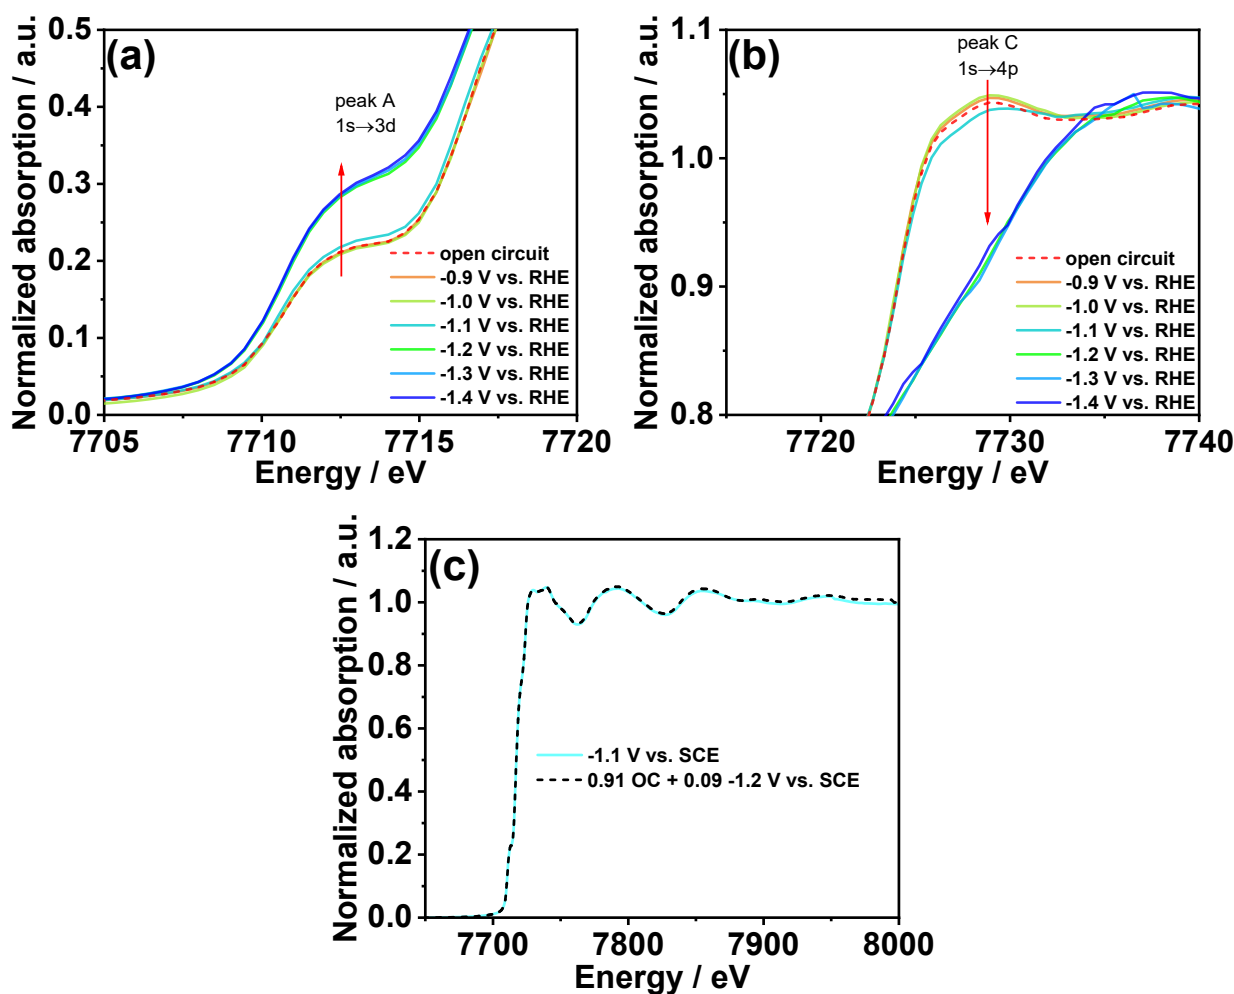 (a)
Normalized absorption / a.u.
0.5
0.4
0.3
0.2
0.1
0.0
peak A
1s→3d
open circuit
-0.9 V vs. RHE
-1.0 V vs. RHE
-1.1 V vs. RHE
-1.2 V vs. RHE
-1.3 V vs. RHE
-1.4 V vs. RHE
7705 7710 7715 7720
Energy / eV
(b)
Normalized absorption / a.u.
1.1
1.0
0.9
0.8
peak C
1s→4p
open circuit
-0.9 V vs. RHE
-1.0 V vs. RHE
-1.1 V vs. RHE
-1.2 V vs. RHE
-1.3 V vs. RHE
-1.4 V vs. RHE
7720 7730 7740
Energy / eV
(c)
Normalized absorption / a.u.
1.2
1.0
0.8
0.6
0.4
0.2
0.0
-1.1 V vs. SCE
0.91 OC + 0.09 -1.2 V vs. SCE
7700 7800 7900 8000
Energy / eV